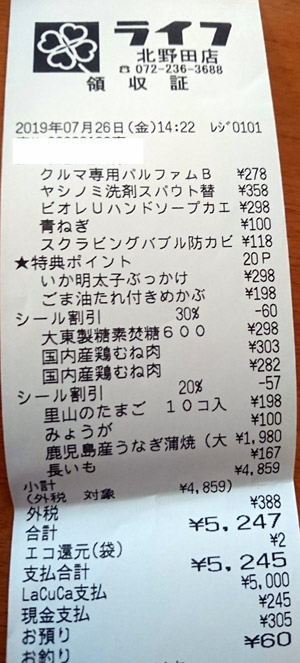 ライフ
北野田店
☎072-236-3688
領収証
2019年07月26日(金)14:22 ﾚｼﾞ0101
クルマ専用パルファムB ¥278
ヤシノミ洗剤スパウト替 ¥358
ビオレUハンドソープカエ ¥298
青ねぎ ¥100
スクラビングバブル防カビ ¥118
★特典ポイント 20P
いか明太子ぶっかけ ¥298
ごま油たれ付きめかぶ ¥198
シール割引 30% -60
大東製糖素焚糖600 ¥298
国内産鶏むね肉 ¥303
国内産鶏むね肉 ¥282
シール割引 20% -57
里山のたまご 10コ入 ¥198
みょうが ¥100
鹿児島産うなぎ蒲焼(大 ¥1,980
長いも ¥167
小計 ¥4,859
(外税 対象 ¥4,859)
外税 ¥388
合計 ¥5,247
エコ還元(袋) ¥2
支払合計 ¥5,245
LaCuCa支払 ¥5,000
現金支払 ¥245
お預り ¥305
お釣り ¥60